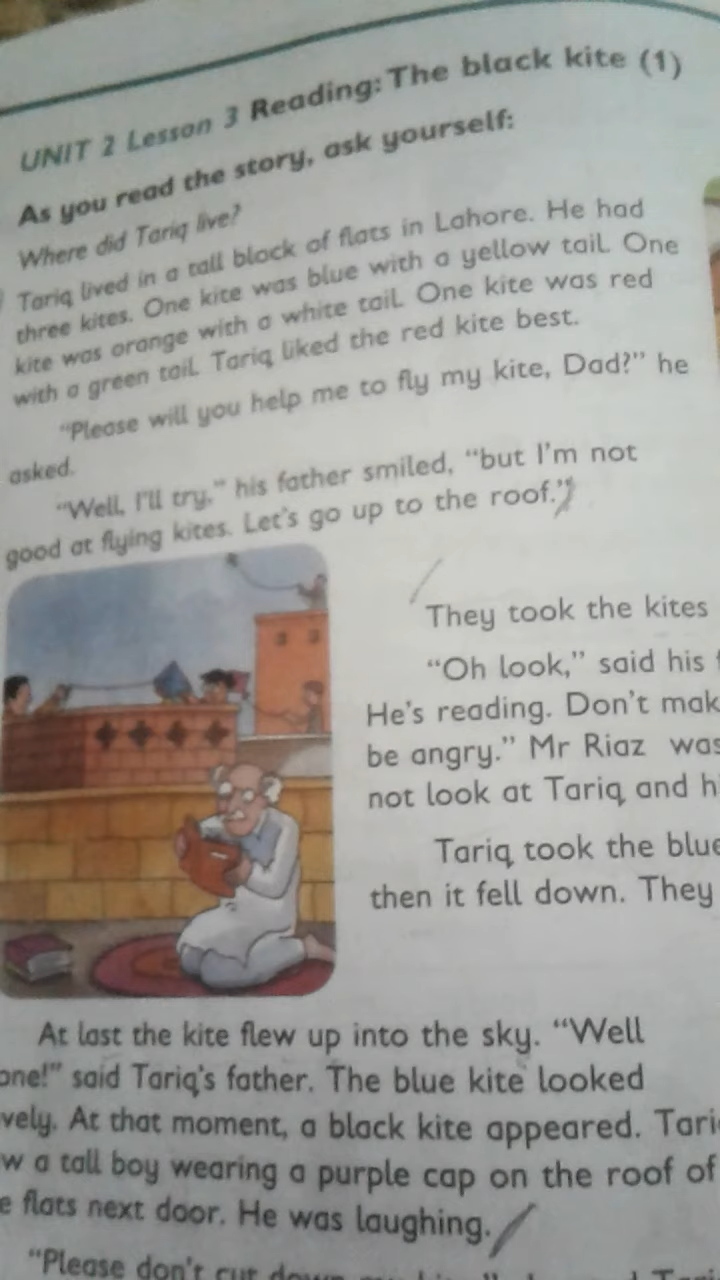 UNIT 2 Lesson 3 Reading: The black kite (1)
As you read the story, ask yourself:
Where did Tariq live?
Tariq lived in a tall block of flats in Lahore. He had
three kites. One kite was blue with a yellow tail. One
kite was orange with a white tail. One kite was red
with a green tail. Tariq liked the red kite best.
"Please will you help me to fly my kite, Dad?" he
asked.
"Well, I'll try," his father smiled, "but I'm not
good at flying kites. Let's go up to the roof."
They took the kites
"Oh look," said his
He's reading. Don't mak
be angry." Mr Riaz was
not look at Tariq and h
Tariq took the blue
then it fell down. They
At last the kite flew up into the sky. "Well
one!" said Tariq's father. The blue kite looked
vely. At that moment, a black kite appeared. Tari
w a tall boy wearing a purple cap on the roof of
e flats next door. He was laughing.
"Please don't cut down my